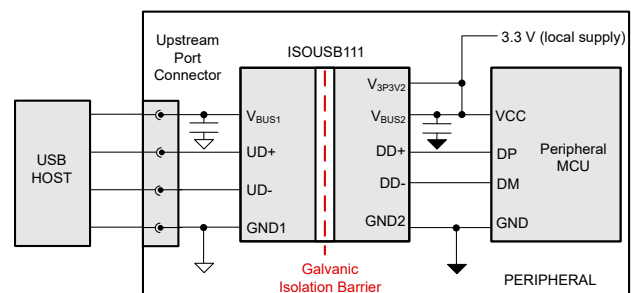 Upstream
Port
Connector
ISOUSB111
3.3 V (local supply)
USB
HOST
VBUS1
UD+
UD-
GND1
V3P3V2
VBUS2
DD+
DD-
GND2
VCC
DP
DM
GND
Peripheral
MCU
Galvanic
Isolation Barrier
PERIPHERAL